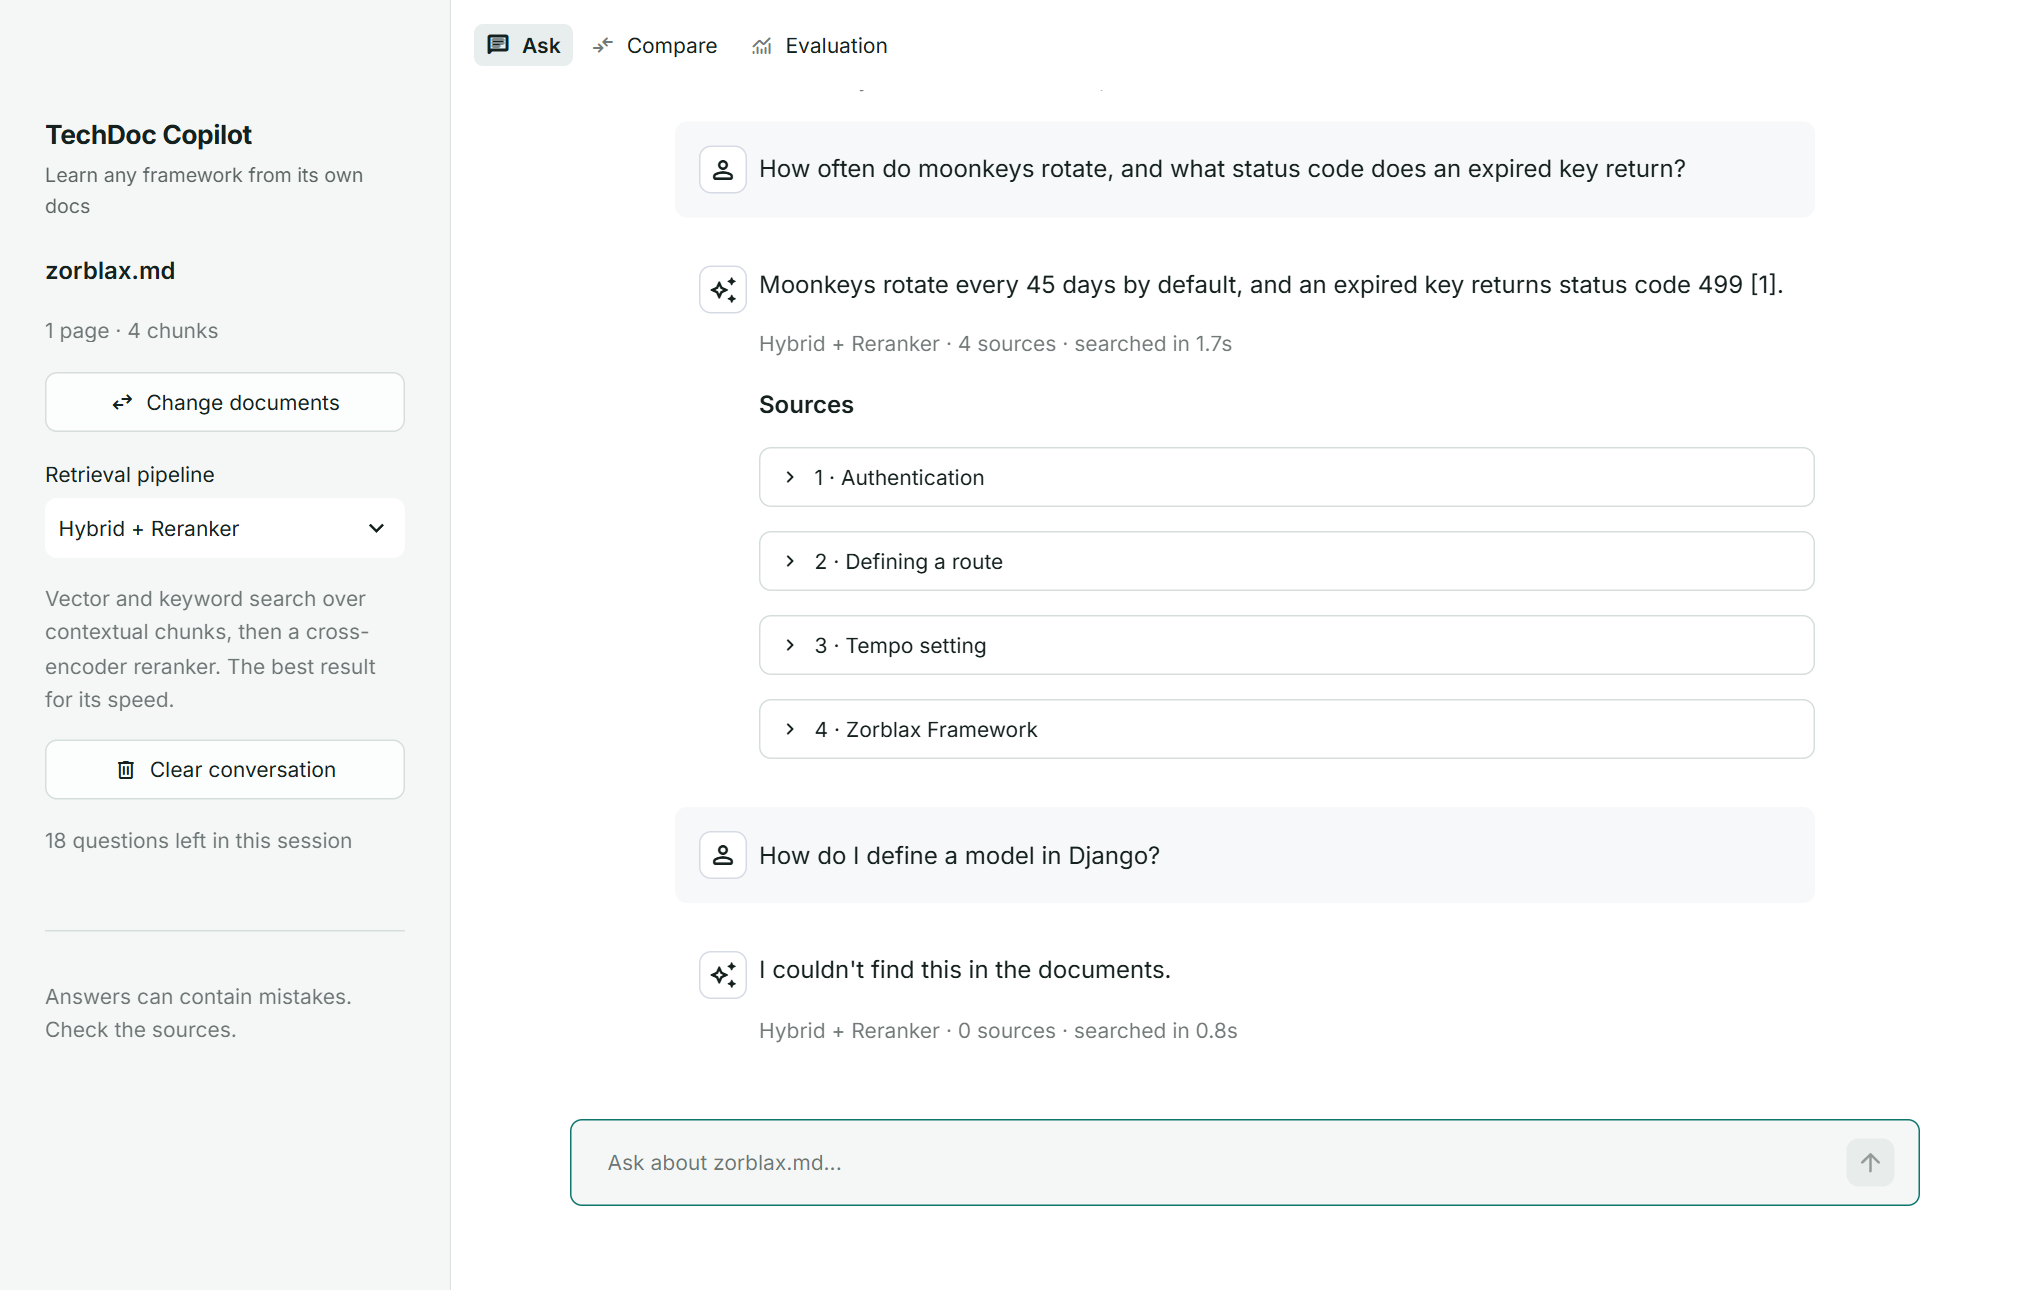 Ask
Compare
Evaluation
TechDoc Copilot
Learn any framework from its own
docs
zorblax.md
1 page · 4 chunks
Change documents
Retrieval pipeline
Hybrid + Reranker
Vector and keyword search over
contextual chunks, then a cross-
encoder reranker. The best result
for its speed.
Clear conversation
18 questions left in this session
Answers can contain mistakes.
Check the sources.
How often do moonkeys rotate, and what status code does an expired key return?
Moonkeys rotate every 45 days by default, and an expired key returns status code 499 [1].
Hybrid + Reranker · 4 sources · searched in 1.7s
Sources
1 · Authentication
2 · Defining a route
3 · Tempo setting
4 · Zorblax Framework
How do I define a model in Django?
I couldn't find this in the documents.
Hybrid + Reranker · 0 sources · searched in 0.8s
Ask about zorblax.md...